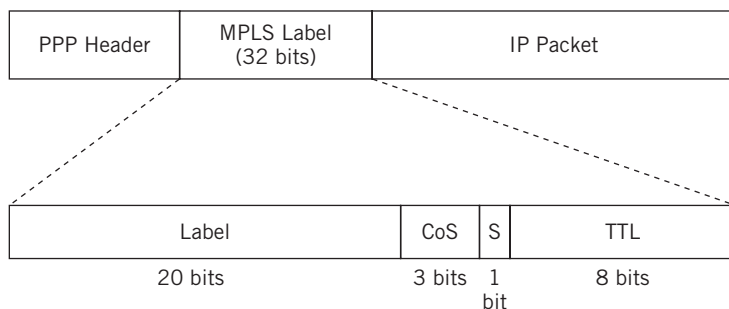 PPP Header
MPLS Label
(32 bits)
IP Packet
Label
CoS
S
TTL
20 bits
3 bits
1
bit
8 bits